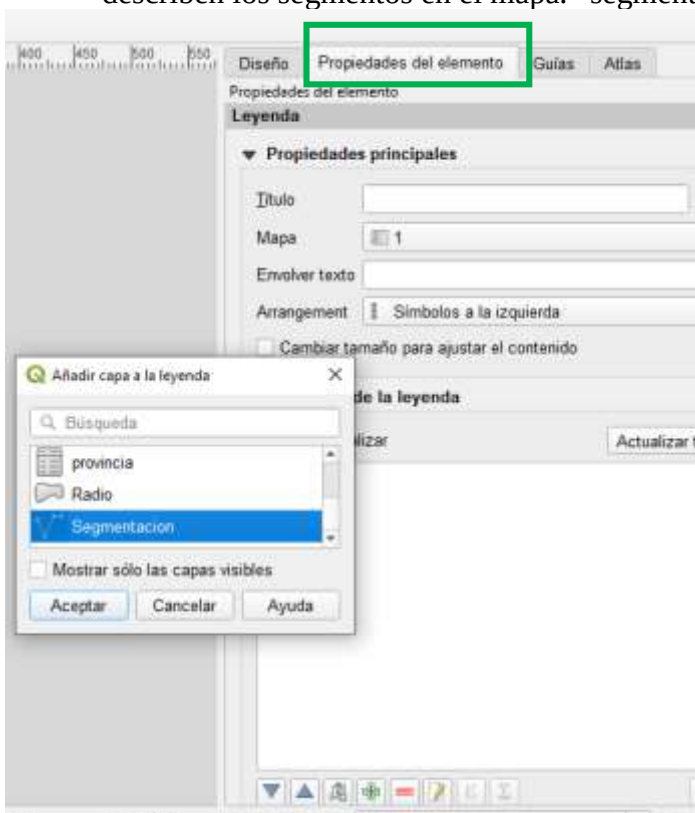 describen los segmentos en el mapa.
400 450 500 550
Diseño Propiedades del elemento Guías Atlas
Propiedades del elemento
Leyenda
Propiedades principales
Título
Mapa 1
Envolver texto
Arrangement Símbolos a la izquierda
Cambiar tamaño para ajustar el contenido
Añadir capa a la leyenda
de la leyenda
Búsqueda
lizar Actualizar
provincia
Radio
Segmentacion
Mostrar sólo las capas visibles
Aceptar Cancelar Ayuda